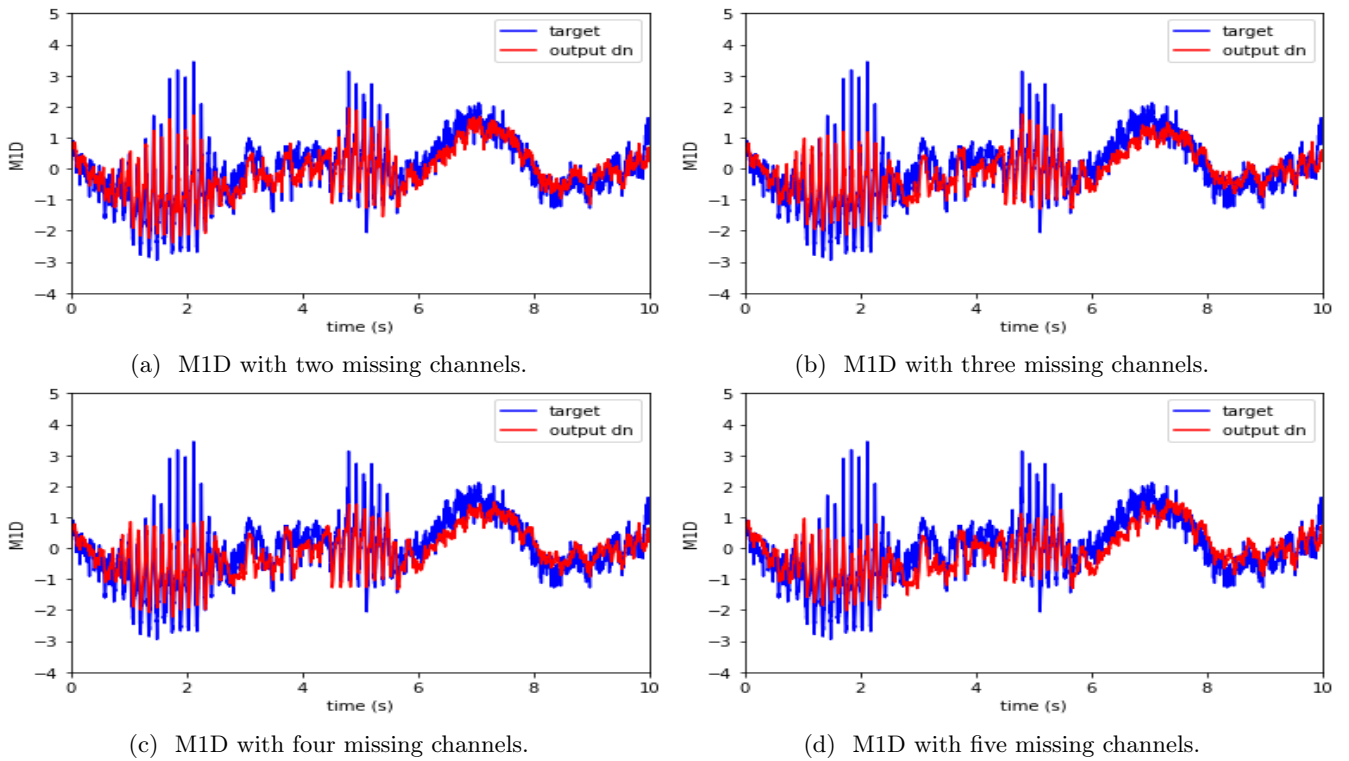 5
4
3
2
1
0
−1
−2
−3
−4
M1D
target
output dn
0 2 4 6 8 10
time (s)
(a) M1D with two missing channels.
5
4
3
2
1
0
−1
−2
−3
−4
M1D
target
output dn
0 2 4 6 8 10
time (s)
(b) M1D with three missing channels.
5
4
3
2
1
0
−1
−2
−3
−4
M1D
target
output dn
0 2 4 6 8 10
time (s)
(c) M1D with four missing channels.
5
4
3
2
1
0
−1
−2
−3
−4
M1D
target
output dn
0 2 4 6 8 10
time (s)
(d) M1D with five missing channels.